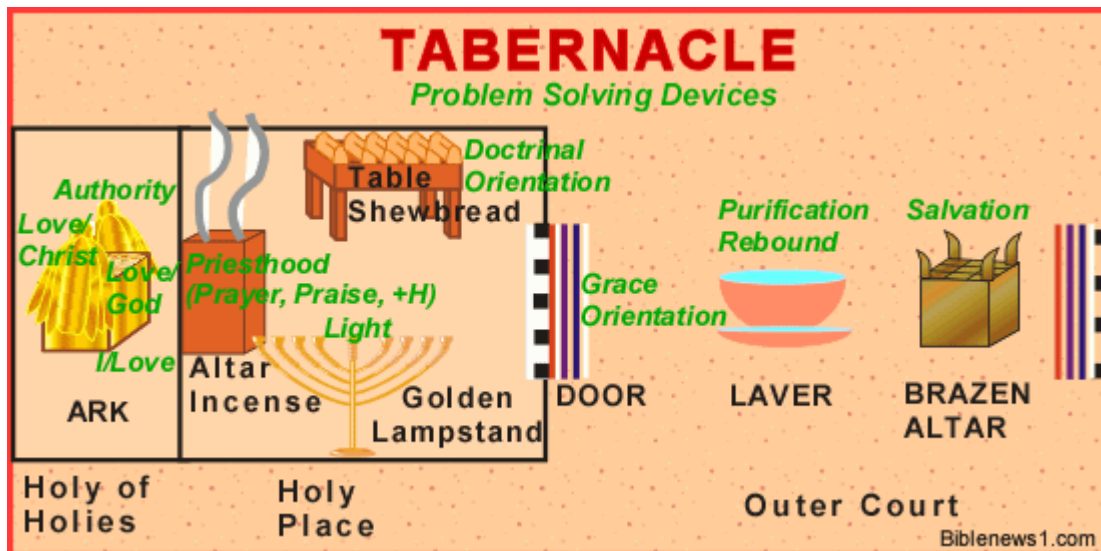 TABERNACLE
Problem Solving Devices
Authority
Love/
Christ
Love/
God
I/Love
ARK
Priesthood
(Prayer, Praise, +H)
Altar
Incense
Table
Shewbread
Doctrinal
Orientation
Light
Golden
Lampstand
Grace
Orientation
DOOR
Purification
Rebound
LAVER
Salvation
BRAZEN
ALTAR
Holy of
Holies
Holy
Place
Outer Court
Biblenews1.com